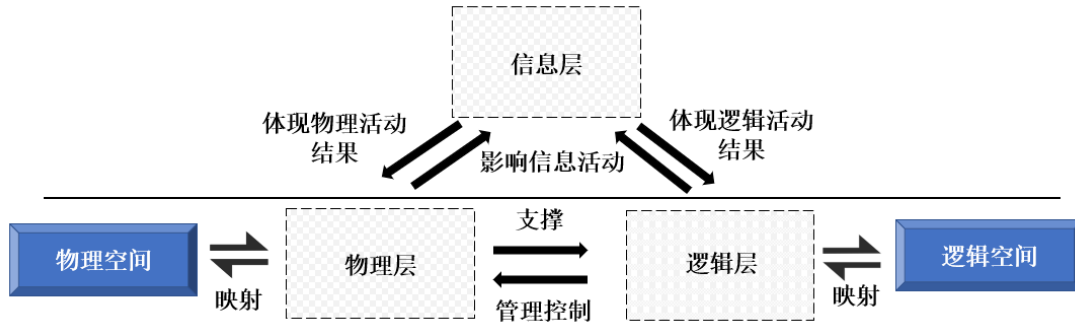 信息层
体现物理活动
结果
影响信息活动
体现逻辑活动
结果
物理空间
映射
物理层
支撑
管理控制
逻辑层
映射
逻辑空间